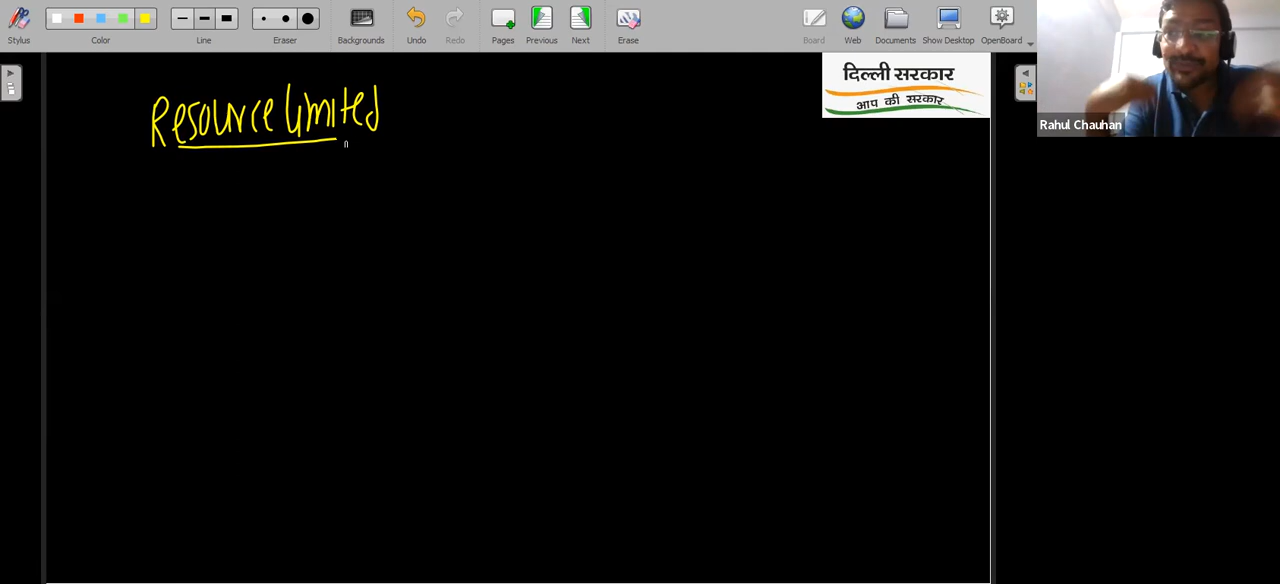 Stylus Color Line Eraser Backgrounds Undo Redo Pages Previous Next Erase Board Web Documents Show Desktop OpenBoard
Resource limited
दिल्ली सरकार
आप की सरकार
Rahul Chauhan